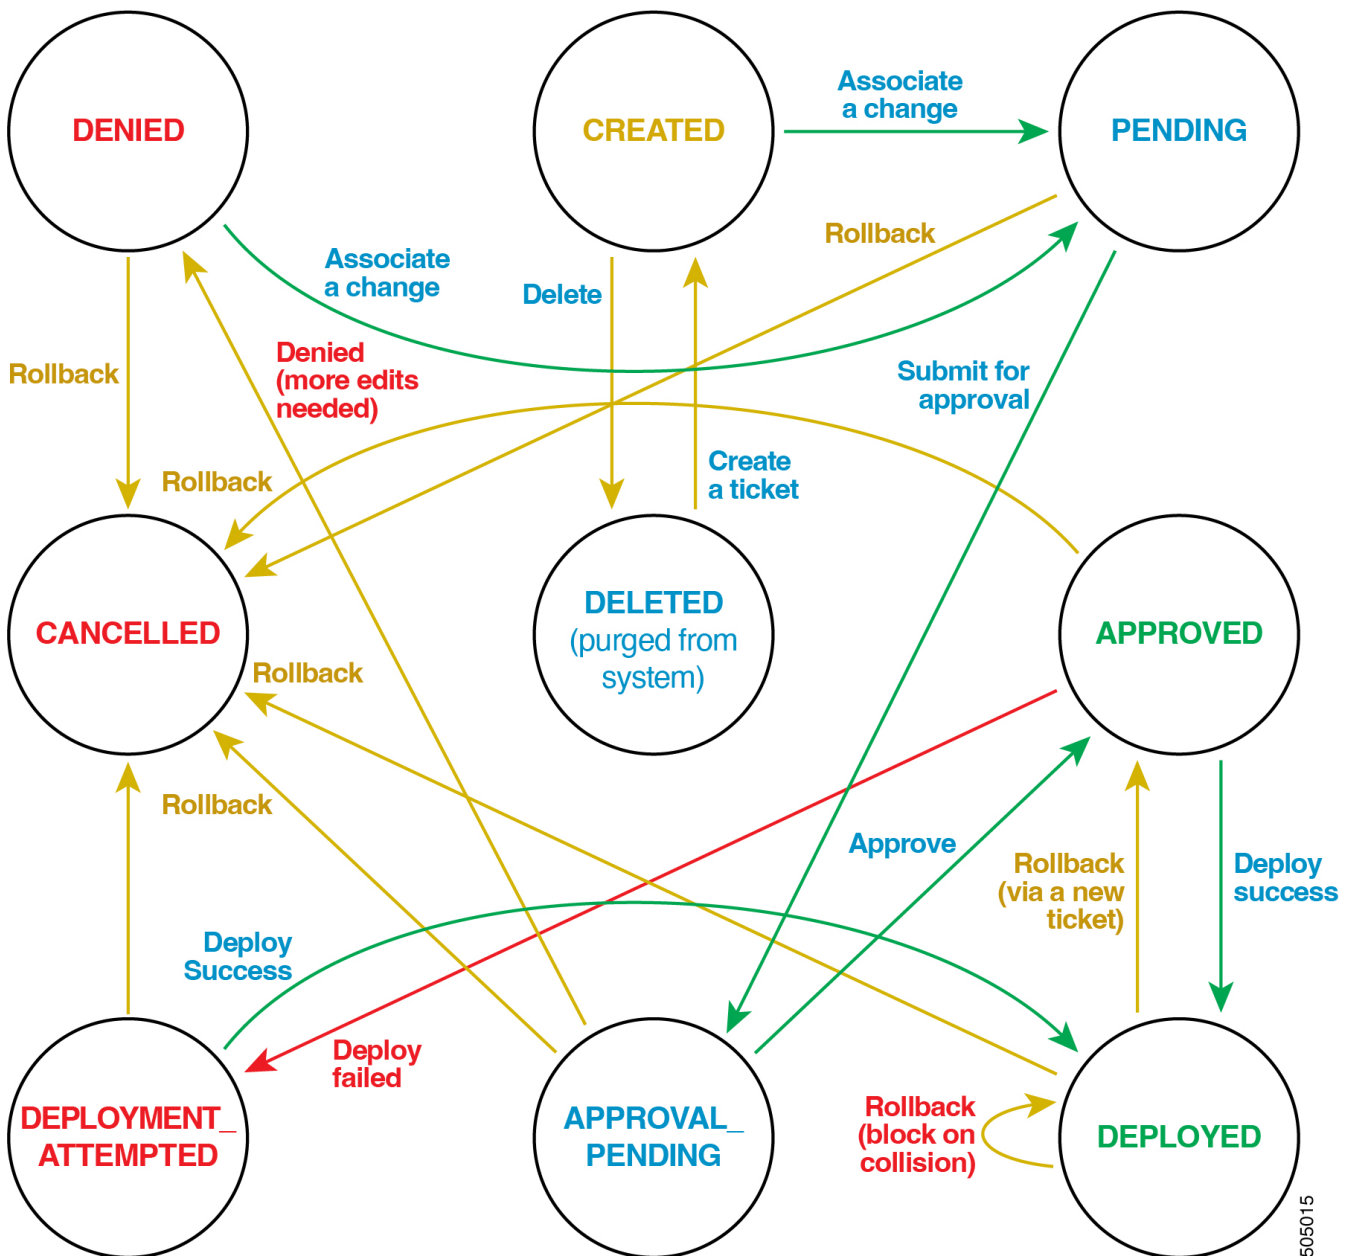 DENIED
CREATED
Associate
a change
PENDING
Rollback
Associate
a change
Delete
Denied
(more edits
needed)
Rollback
Submit for
approval
Rollback
Create
a ticket
CANCELLED
DELETED
(purged from
system)
APPROVED
Rollback
Rollback
Approve
Rollback
(via a new
ticket)
Deploy
success
Deploy
Success
Deploy
failed
DEPLOYMENT_
ATTEMPTED
APPROVAL_
PENDING
Rollback
(block on
collision)
DEPLOYED
505015